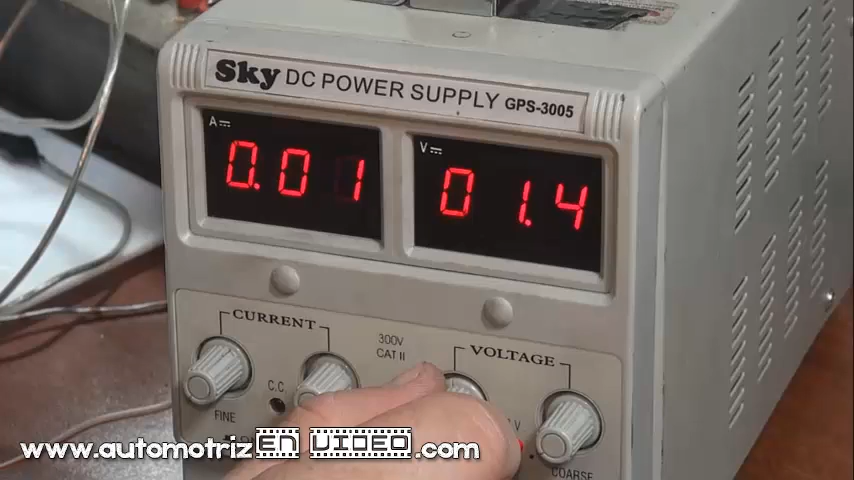 Sky DC POWER SUPPLY GPS-3005
A
V
0.01
01.4
CURRENT
300V
CAT II
VOLTAGE
C.C
FINE
COARSE
www.automotrizENVIDEO.com